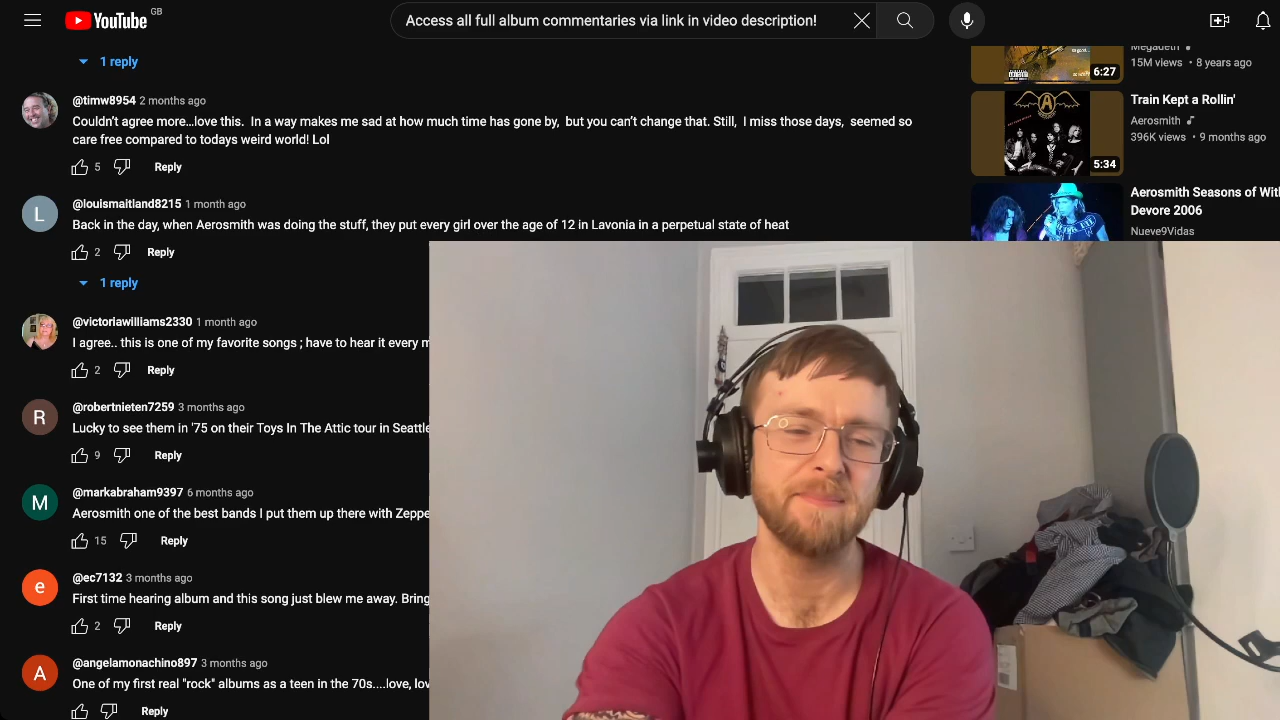 YouTube GB
Access all full album commentaries via link in video description!
1 reply
@timw8954 2 months ago
Couldn't agree more...love this. In a way makes me sad at how much time has gone by, but you can't change that. Still, I miss those days, seemed so
care free compared to todays weird world! Lol
5 Reply
L
@louismaitland8215 1 month ago
Back in the day, when Aerosmith was doing the stuff, they put every girl over the age of 12 in Lavonia in a perpetual state of heat
2 Reply
1 reply
@victoriawilliams2330 1 month ago
I agree.. this is one of my favorite songs ; have to hear it every
2 Reply
R
@robertnieten7259 3 months ago
Lucky to see them in '75 on their Toys In The Attic tour in Seattle
9 Reply
M
@markabraham9397 6 months ago
Aerosmith one of the best bands I put them up there with Zeppe
15 Reply
e
@ec7132 3 months ago
First time hearing album and this song just blew me away. Bring
2 Reply
A
@angelamonachino897 3 months ago
One of my first real "rock" albums as a teen in the 70s....love, lov
Reply
Megadeth
15M views • 8 years ago
6:27
Train Kept a Rollin'
Aerosmith
396K views • 9 months ago
5:34
Aerosmith Seasons of With
Devore 2006
Nueve9Vidas